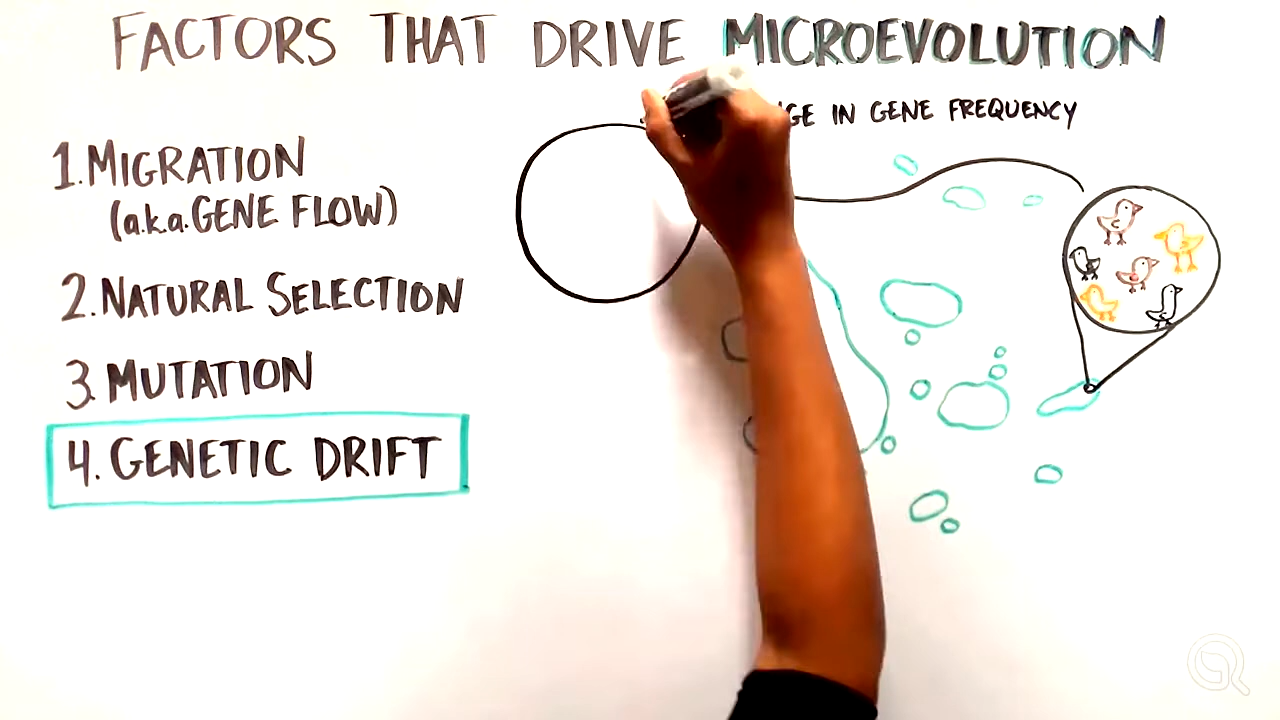 FACTORS THAT DRIVE MICROEVOLUTION
IN GENE FREQUENCY
1. MIGRATION
(a.k.a. GENE FLOW)
2. NATURAL SELECTION
3. MUTATION
4. GENETIC DRIFT